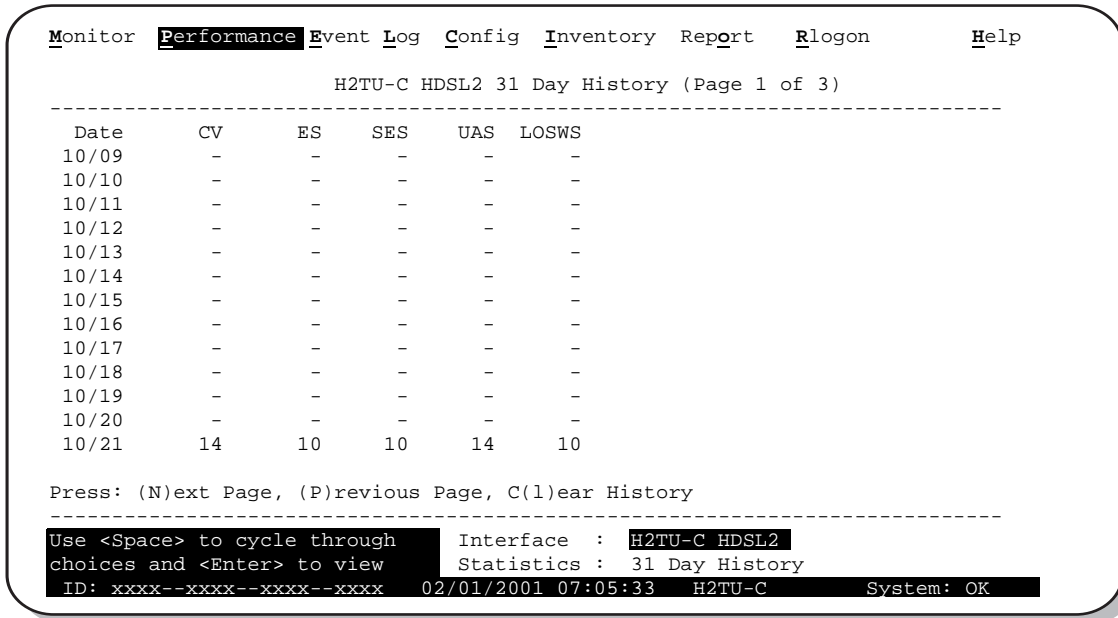 Monitor Performance Event Log Config Inventory Report Rlogon Help
H2TU-C HDSL2 31 Day History (Page 1 of 3)
--------------------------------------------------------------------------------
Date CV ES SES UAS LOSWS
10/09 - - - - -
10/10 - - - - -
10/11 - - - - -
10/12 - - - - -
10/13 - - - - -
10/14 - - - - -
10/15 - - - - -
10/16 - - - - -
10/17 - - - - -
10/18 - - - - -
10/19 - - - - -
10/20 - - - - -
10/21 14 10 10 14 10
Press: (N)ext Page, (P)revious Page, C(l)ear History
--------------------------------------------------------------------------------
Use <Space> to cycle through Interface : H2TU-C HDSL2
choices and <Enter> to view Statistics : 31 Day History
ID: xxxx--xxxx--xxxx--xxxx 02/01/2001 07:05:33 H2TU-C System: OK